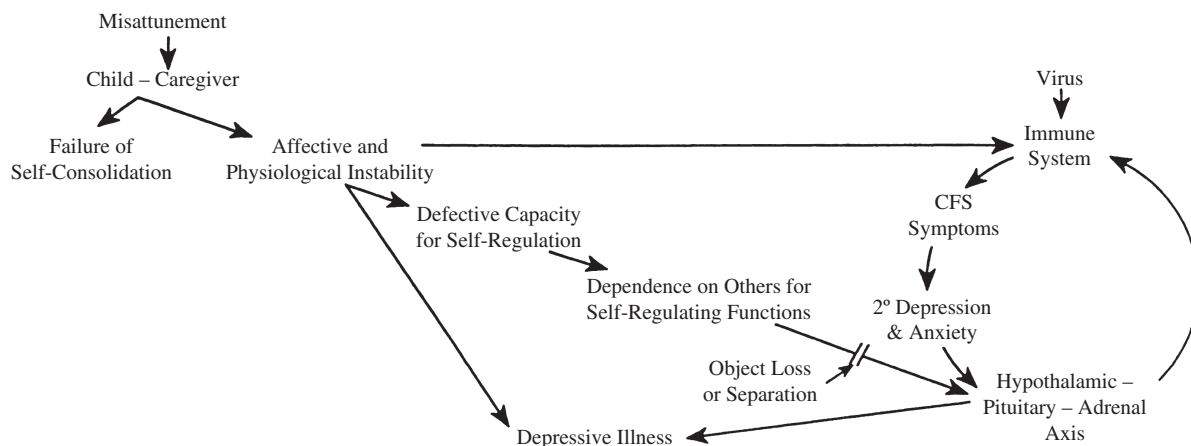 Misattunement
Child – Caregiver
Failure of
Self-Consolidation
Affective and
Physiological Instability
Virus
Immune
System
Defective Capacity
for Self-Regulation
CFS
Symptoms
Dependence on Others for
Self-Regulating Functions
2º Depression
& Anxiety
Object Loss
or Separation
Hypothalamic –
Pituitary – Adrenal
Axis
Depressive Illness